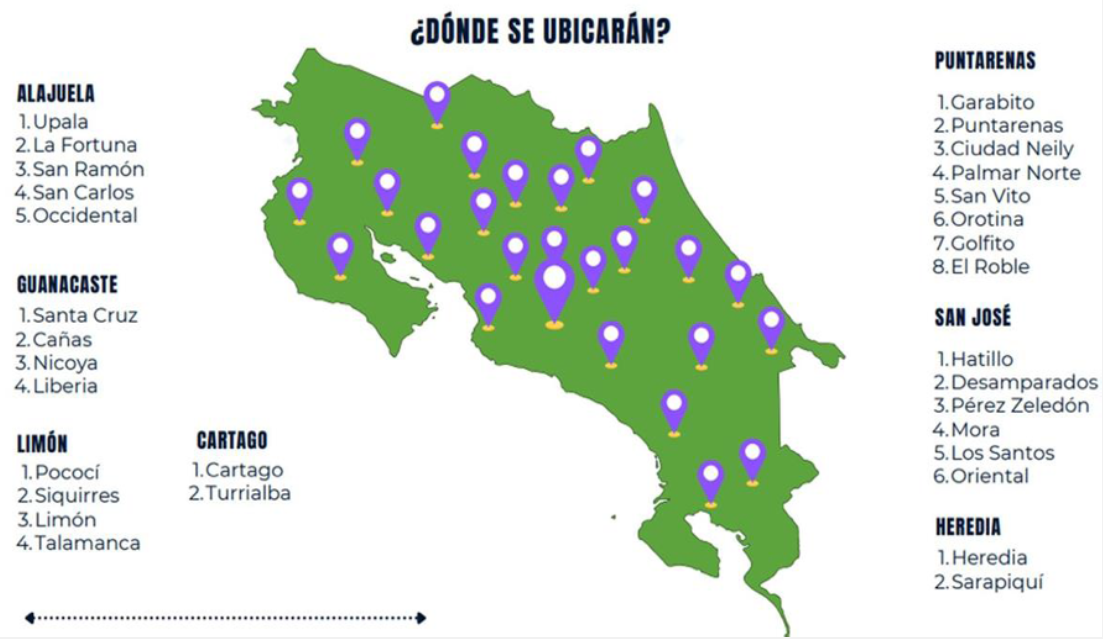 ¿DÓNDE SE UBICARÁN?
ALAJUELA
1.Upala
2.La Fortuna
3.San Ramón
4.San Carlos
5.Occidental
GUANACASTE
1.Santa Cruz
2.Cañas
3.Nicoya
4.Liberia
LIMÓN
1.Pococí
2.Siquirres
3.Limón
4.Talamanca
CARTAGO
1.Cartago
2.Turrialba
PUNTARENAS
1.Garabito
2.Puntarenas
3.Ciudad Neily
4.Palmar Norte
5.San Vito
6.Orotina
7.Golfito
8.El Roble
SAN JOSÉ
1.Hatillo
2.Desamparados
3.Pérez Zeledón
4.Mora
5.Los Santos
6.Oriental
HEREDIA
1.Heredia
2.Sarapiquí